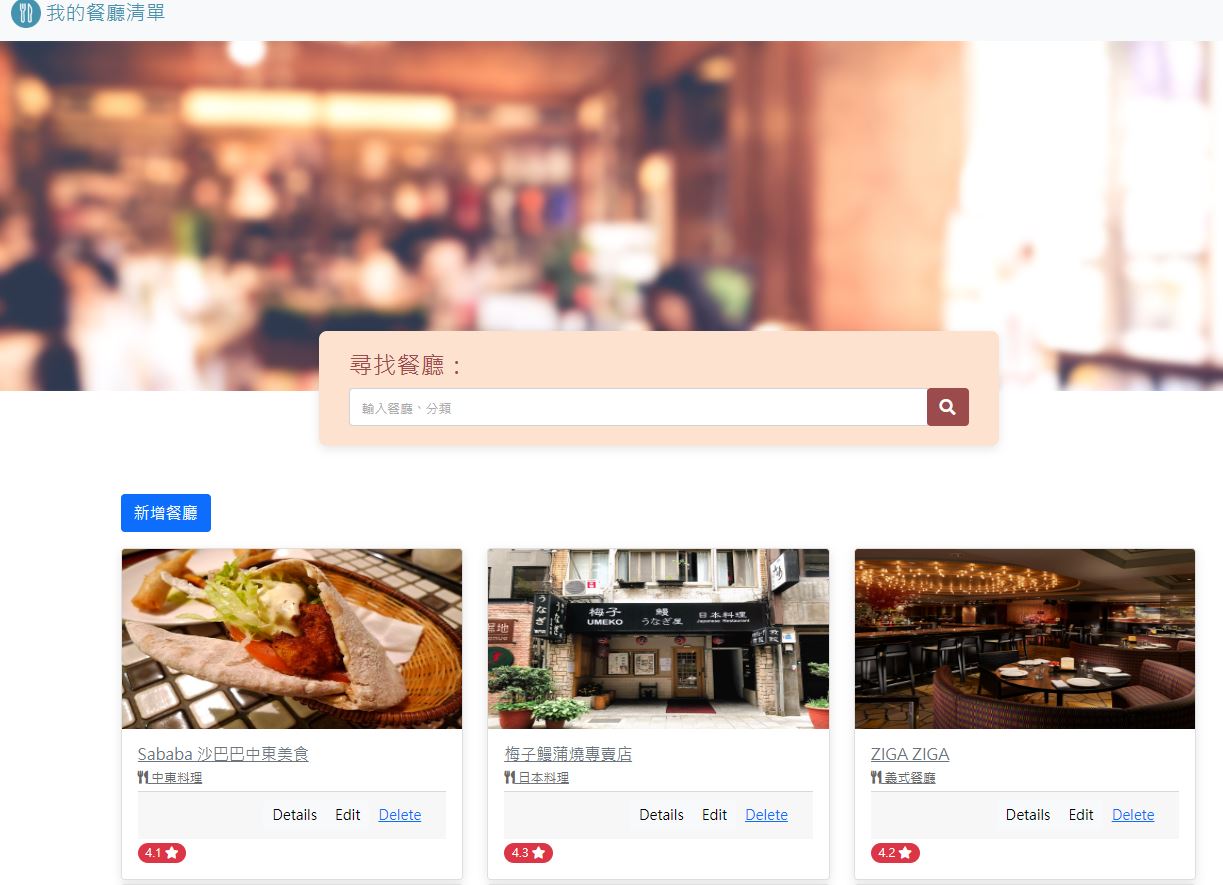 我的餐廳清單
尋找餐廳：
輸入餐廳、分類
新增餐廳
梅子 鰻 日本料理
UMEKO うなぎ屋 Japanese Restaurant
うなぎ
Sababa 沙巴巴中東美食
中東料理
Details Edit Delete
4.1
梅子鰻蒲燒專賣店
日本料理
Details Edit Delete
4.3
ZIGA ZIGA
義式餐廳
Details Edit Delete
4.2